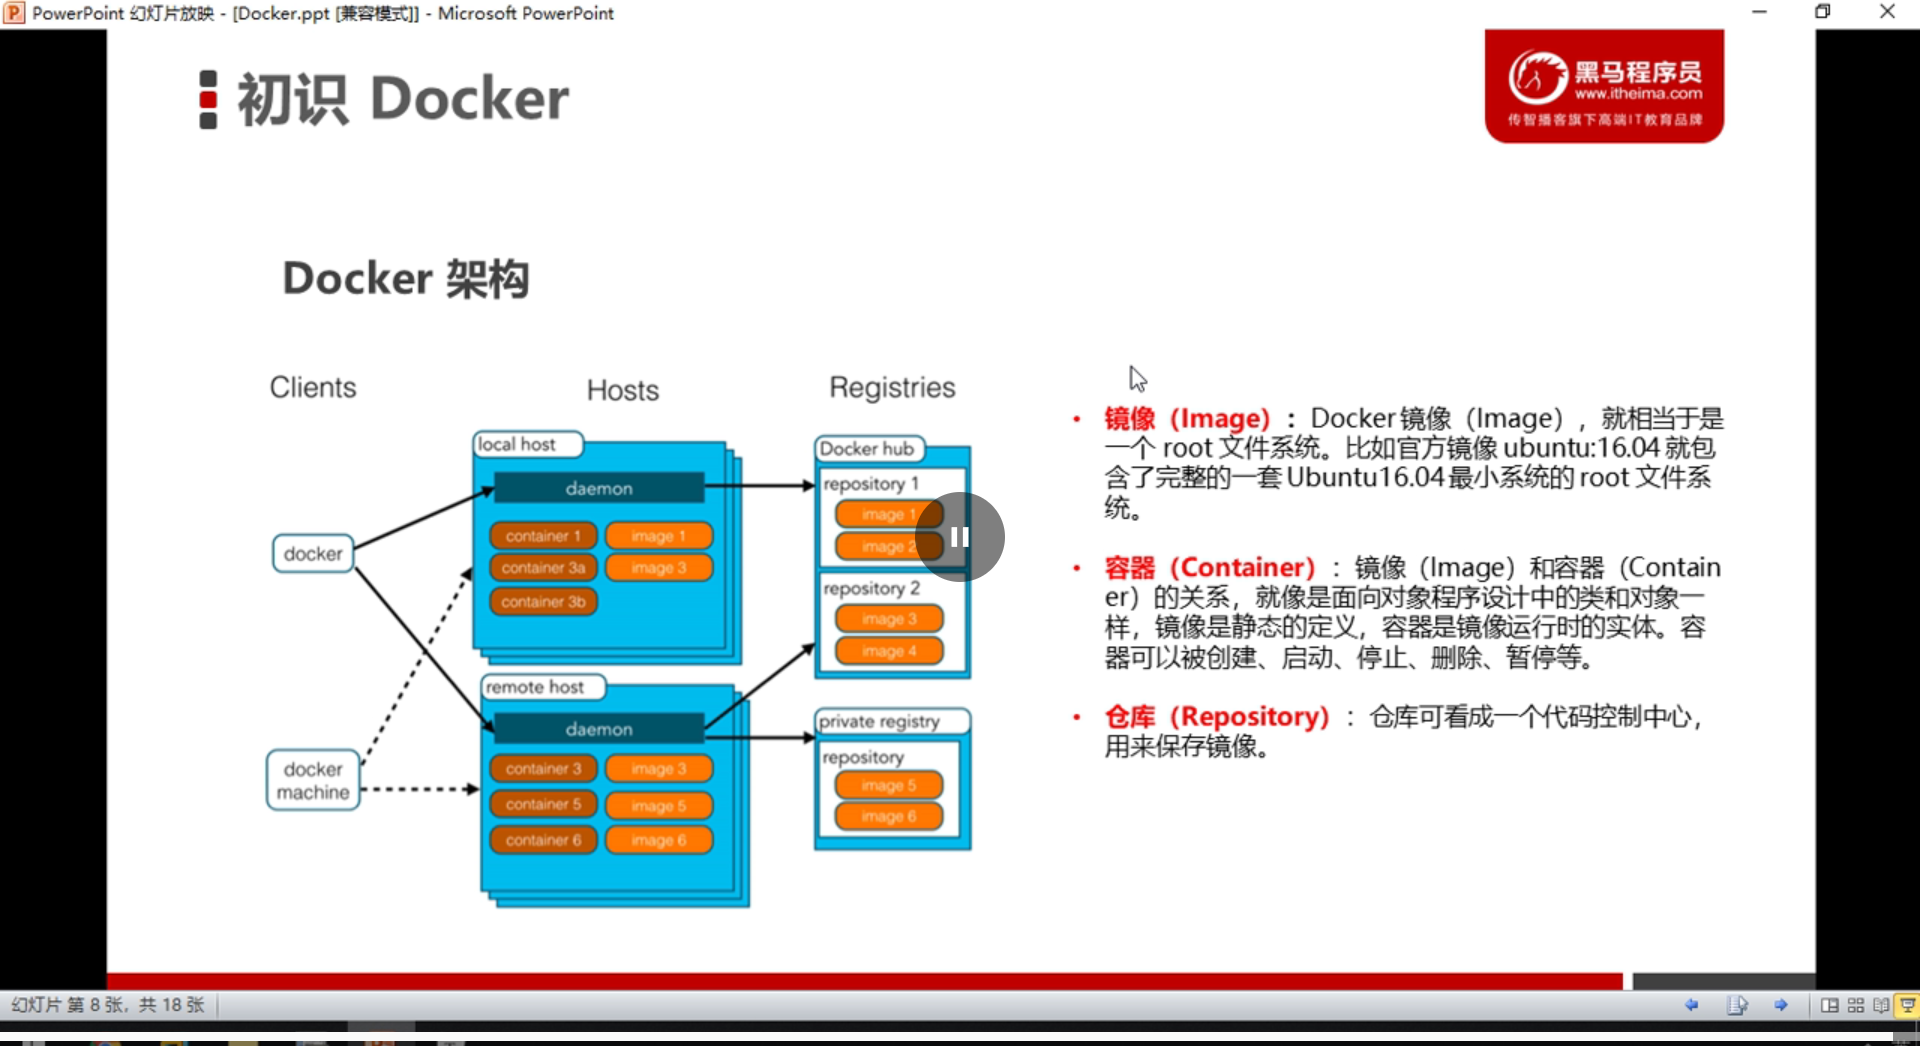 PowerPoint 幻灯片放映 - [Docker.ppt [兼容模式]] - Microsoft PowerPoint
初识 Docker
黑马程序员
www.itheima.com
传智播客旗下高端IT教育品牌
Docker 架构
Clients
Hosts
Registries
local host
daemon
container 1
image 1
container 3a
image 3
container 3b
docker
docker
machine
remote host
daemon
container 3
image 3
container 5
image 5
container 6
image 6
Docker hub
repository 1
image 1
image 2
repository 2
image 3
image 4
private registry
repository
image 5
image 6
• 镜像（Image）：Docker镜像（Image），就相当于是
一个 root 文件系统。比如官方镜像 ubuntu:16.04 就包
含了完整的一套 Ubuntu16.04最小系统的 root 文件系
统。
• 容器（Container）：镜像（Image）和容器（Contain
er）的关系，就像是面向对象程序设计中的类和对象一
样，镜像是静态的定义，容器是镜像运行时的实体。容
器可以被创建、启动、停止、删除、暂停等。
• 仓库（Repository）：仓库可看成一个代码控制中心，
用来保存镜像。
幻灯片 第 8 张，共 18 张